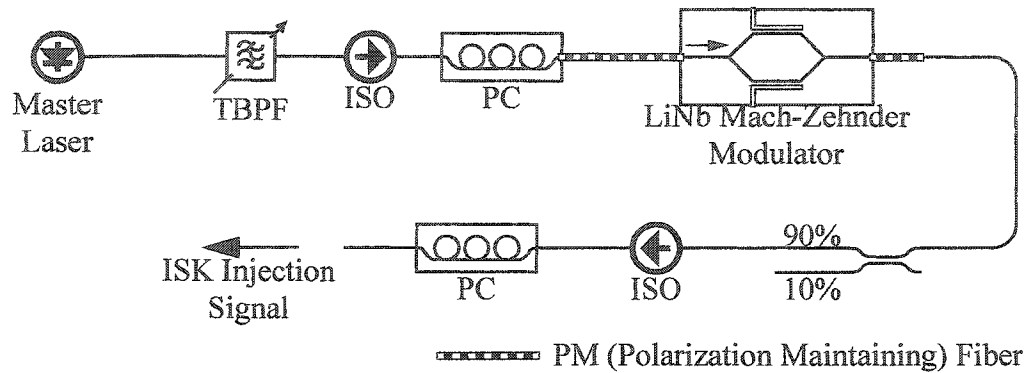 Master
Laser
TBPF
ISO
PC
LiNb Mach-Zehnder
Modulator
90%
10%
ISO
PC
ISK Injection
Signal
PM (Polarization Maintaining) Fiber